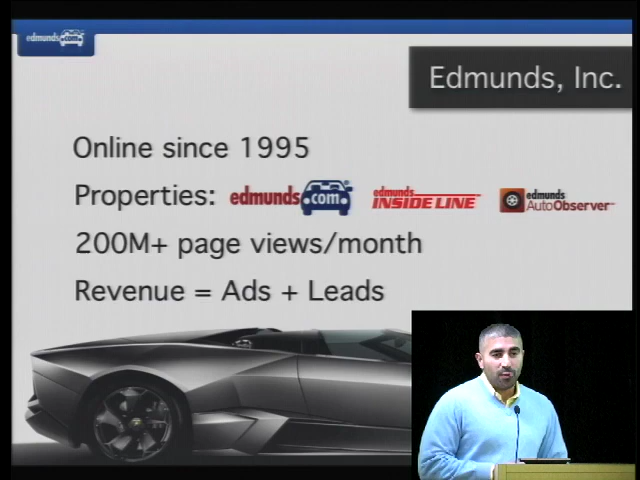 edmunds.com
Edmunds, Inc.
Online since 1995
Properties: edmunds.com edmunds INSIDE LINE edmunds AutoObserver
200M+ page views/month
Revenue = Ads + Leads